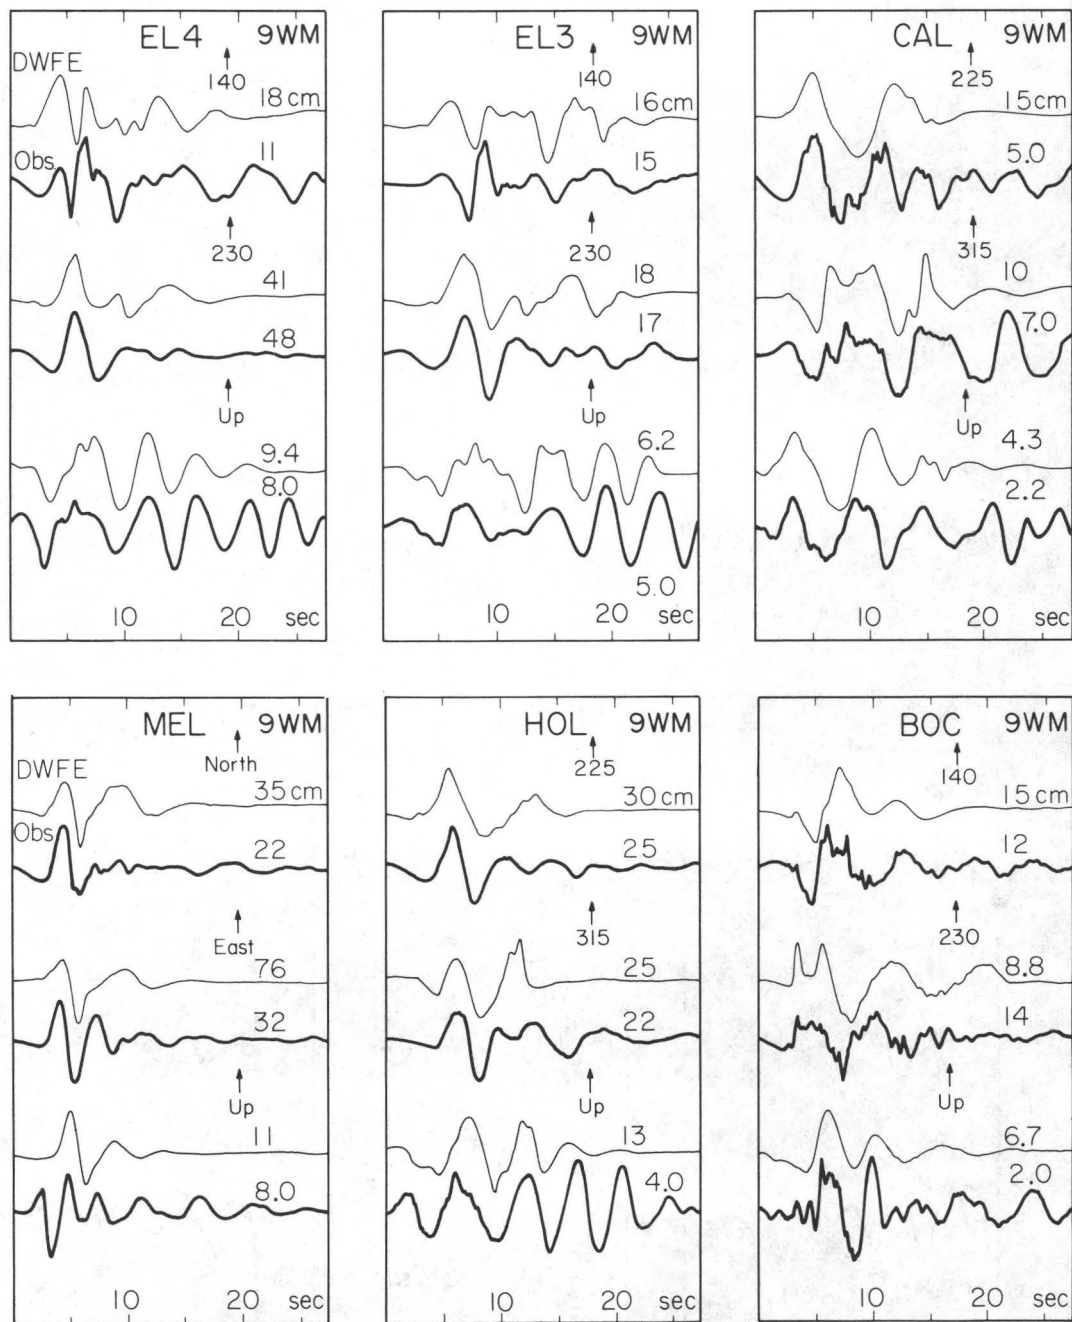 EL4 9WM
DWFE
140
18 cm
Obs.
11
230
41
48
Up
9.4
8.0
10 20 sec
EL3 9WM
140
16 cm
15
230
18
17
Up
6.2
5.0
10 20 sec
CAL 9WM
225
15 cm
5.0
315
10
7.0
Up
4.3
2.2
10 20 sec
MEL 9WM
North
DWFE
35 cm
Obs.
22
East
76
32
Up
11
8.0
10 20 sec
HOL 9WM
225
30 cm
25
315
25
22
Up
13
4.0
10 20 sec
BOC 9WM
140
15 cm
12
230
8.8
14
Up
6.7
2.0
10 20 sec